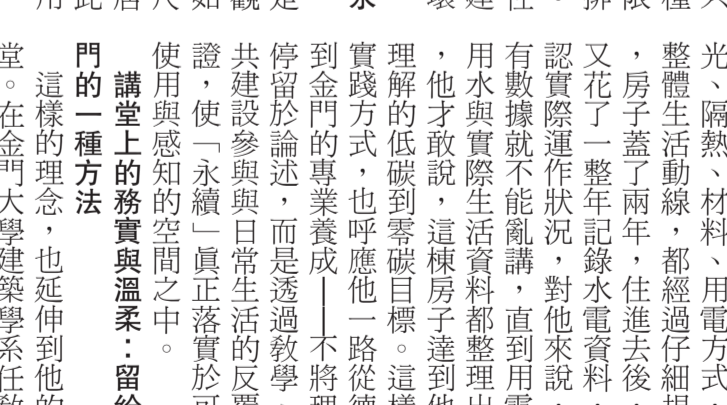 光、隔熱、材料、用電方式，
整體生活動線，都經過仔細規
，房子蓋了兩年，住進去後，
又花了一整年記錄水電資料，
認實際運作狀況，對他來說，
有數據就不能亂講，直到用電
用水與實際生活資料都整理出
，他才敢說，這棟房子達到他
理解的低碳到零碳目標。這樣
實踐方式，也呼應他一路從德
到金門的專業養成——不將理
停留於論述，而是透過教學、
共建設參與與日常生活的反覆
證，使「永續」真正落實於可
使用與感知的空間之中。
講堂上的務實與溫柔：留給
門的一種方法
這樣的理念，也延伸到他的
堂。在金門大學建築學系任教